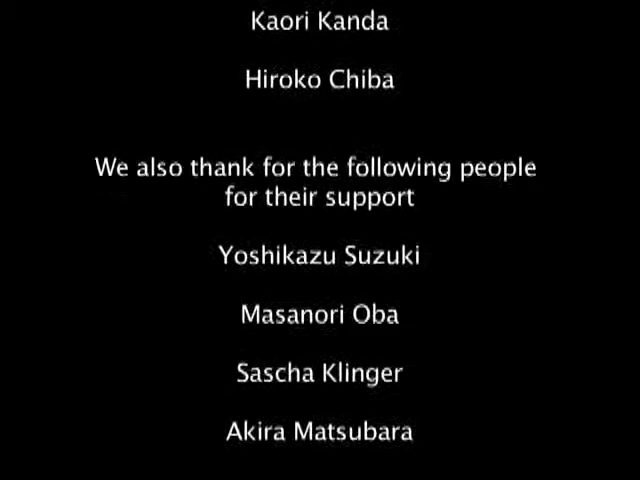 Kaori Kanda
Hiroko Chiba
We also thank for the following people
for their support
Yoshikazu Suzuki
Masanori Oba
Sascha Klinger
Akira Matsubara